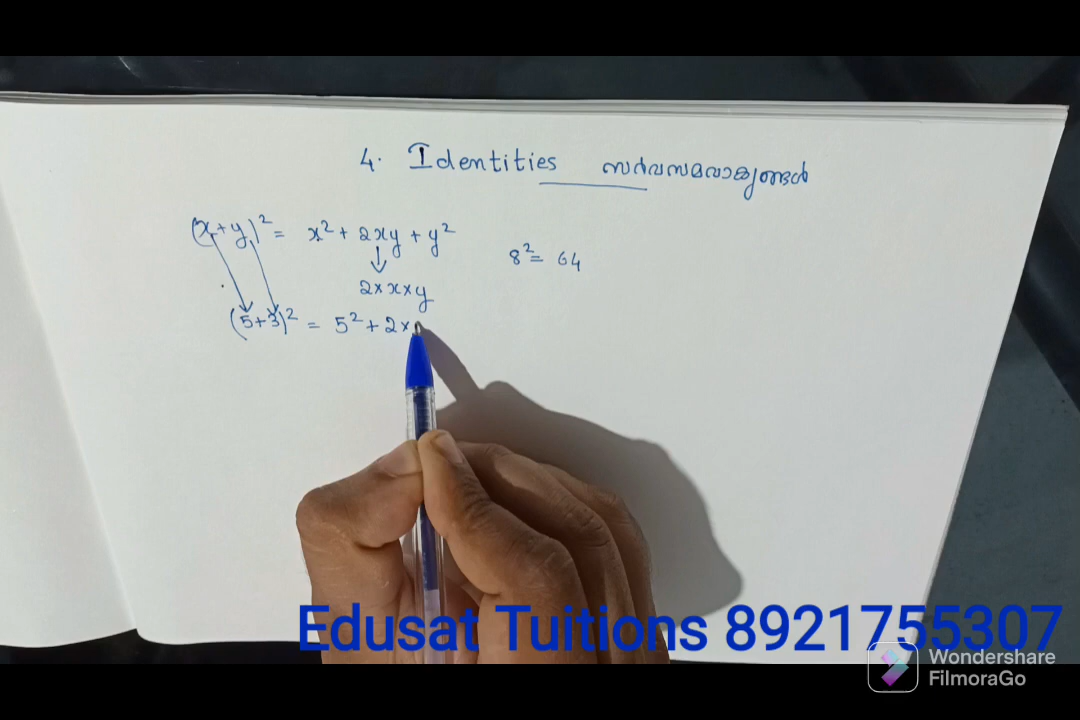 4. Identities സർവസമവാക്യങ്ങൾ
(x+y)² = x² + 2xy + y²
8² = 64
2×x×y
(5+3)² = 5² + 2×
Edusat Tuitions 8921755307
Wondershare
FilmoraGo